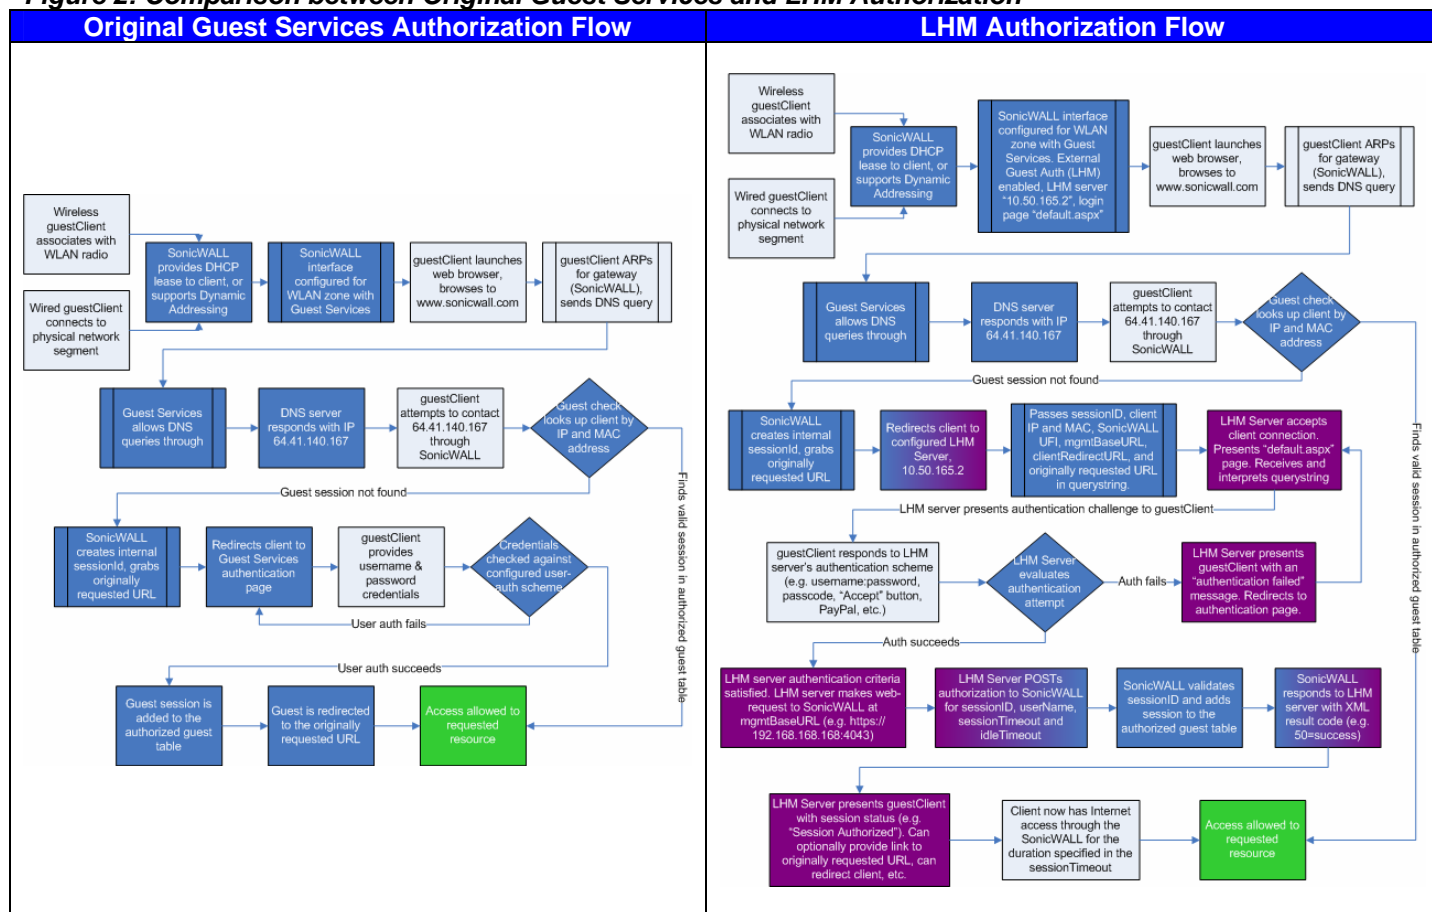 Figure 2: Comparison between Original Guest Services and LHM Authorization
Original Guest Services Authorization Flow
Wireless
guestClient
associates with
WLAN radio
Wired guestClient
connects to
physical network
segment
SonicWALL
provides DHCP
lease to client, or
supports Dynamic
Addressing
SonicWALL
interface
configured for
WLAN zone with
Guest Services
guestClient launches
web browser,
browses to
www.sonicwall.com
guestClient ARPs
for gateway
(SonicWALL),
sends DNS query
Guest Services
allows DNS
queries through
DNS server
responds with IP
64.41.140.167
guestClient
attempts to contact
64.41.140.167
through
SonicWALL
Guest check
looks up client by
IP and MAC
address
Guest session not found
Finds valid session in authorized guest table
SonicWALL
creates internal
sessionId, grabs
originally
requested URL
Redirects client to
Guest Services
authentication
page
guestClient
provides
username &
password
credentials
Credentials
checked against
configured user-
auth scheme
User auth fails
User auth succeeds
Guest session is
added to the
authorized guest
table
Guest is redirected
to the originally
requested URL
Access allowed to
requested
resource
LHM Authorization Flow
Wireless
guestClient
associates with
WLAN radio
Wired guestClient
connects to
physical network
segment
SonicWALL
provides DHCP
lease to client, or
supports Dynamic
Addressing
SonicWALL interface
configured for WLAN
zone with Guest
Services. External
Guest Auth (LHM)
enabled, LHM server
“10.50.165.2”, login
page “default.aspx”
guestClient launches
web browser,
browses to
www.sonicwall.com
guestClient ARPs
for gateway
(SonicWALL),
sends DNS query
Guest Services
allows DNS
queries through
DNS server
responds with IP
64.41.140.167
guestClient
attempts to contact
64.41.140.167
through
SonicWALL
Guest check
looks up client by
IP and MAC
address
Guest session not found
Finds valid session in authorized guest table
SonicWALL
creates internal
sessionId, grabs
originally
requested URL
Redirects client to
configured LHM
Server,
10.50.165.2
Passes sessionID, client
IP and MAC, SonicWALL
UFI, mgmtBaseURL,
clientRedirectURL, and
originally requested URL
in querystring.
LHM Server accepts
client connection.
Presents “default.aspx”
page. Receives and
interprets querystring
LHM server presents authentication challenge to guestClient
guestClient responds to LHM
server’s authentication scheme
(e.g. username:password,
passcode, “Accept” button,
PayPal, etc.)
LHM Server
evaluates
authentication
attempt
Auth fails
LHM Server presents
guestClient with an
“authentication failed”
message. Redirects to
authentication page.
Auth succeeds
LHM server authentication criteria
satisfied. LHM server makes web-
request to SonicWALL at
mgmtBaseURL (e.g. https://
192.168.168.168:4043)
LHM Server POSTs
authorization to SonicWALL
for sessionID, userName,
sessionTimeout and
idleTimeout
SonicWALL validates
sessionID and adds
session to the
authorized guest table
SonicWALL
responds to LHM
server with XML
result code (e.g.
50=success)
LHM Server presents guestClient
with session status (e.g.
“Session Authorized”). Can
optionally provide link to
originally requested URL, can
redirect client, etc.
Client now has Internet
access through the
SonicWALL for the
duration specified in the
sessionTimeout
Access allowed to
requested
resource